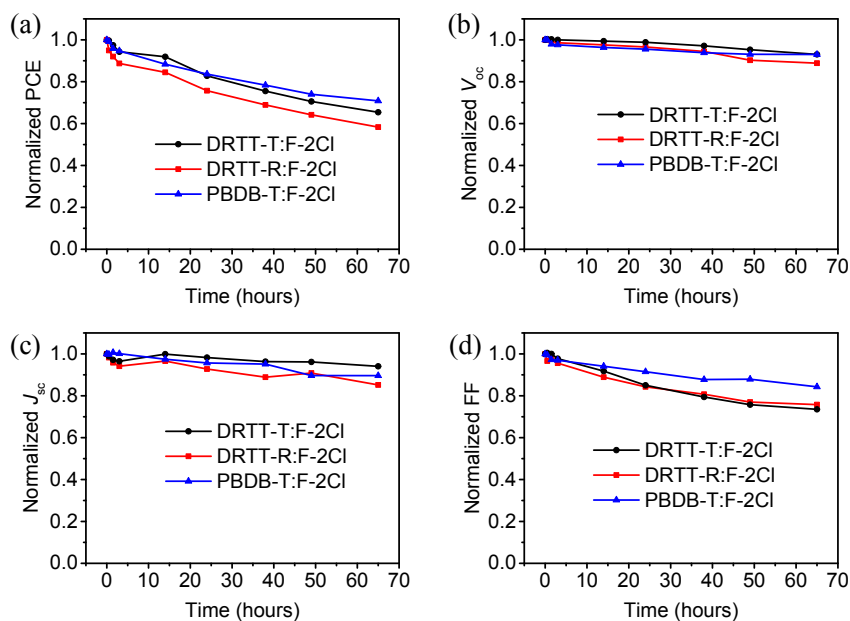 (a)
Normalized PCE
1.0
0.8
0.6
0.4
0.2
0.0
DRTT-T:F-2Cl
DRTT-R:F-2Cl
PBDB-T:F-2Cl
0 10 20 30 40 50 60 70
Time (hours)
(b)
Normalized Voc
1.0
0.8
0.6
0.4
0.2
0.0
DRTT-T:F-2Cl
DRTT-R:F-2Cl
PBDB-T:F-2Cl
0 10 20 30 40 50 60 70
Time (hours)
(c)
Normalized Jsc
1.0
0.8
0.6
0.4
0.2
0.0
DRTT-T:F-2Cl
DRTT-R:F-2Cl
PBDB-T:F-2Cl
0 10 20 30 40 50 60 70
Time (hours)
(d)
Normalized FF
1.0
0.8
0.6
0.4
0.2
0.0
DRTT-T:F-2Cl
DRTT-R:F-2Cl
PBDB-T:F-2Cl
0 10 20 30 40 50 60 70
Time (hours)